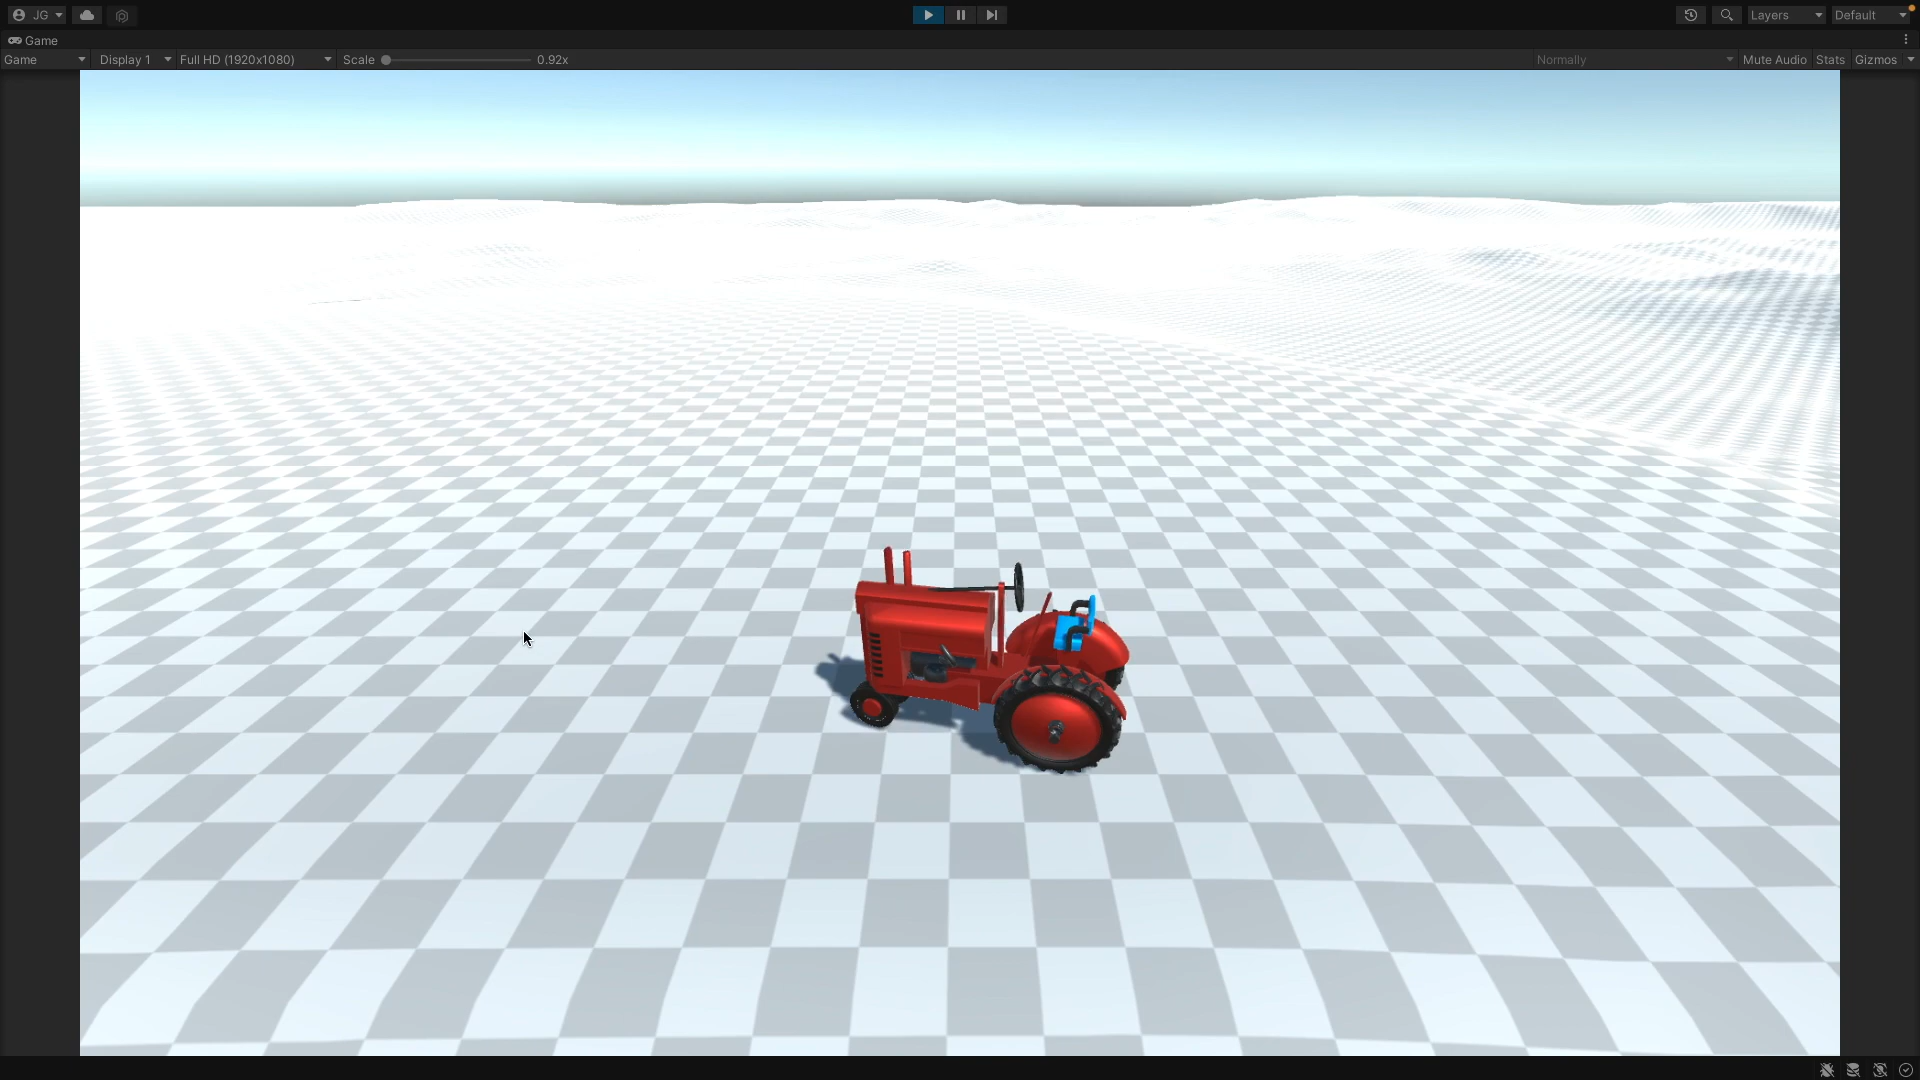 JG
Layers
Default
Game
Game
Display 1
Full HD (1920x1080)
Scale
0.92x
Normally
Mute Audio
Stats
Gizmos